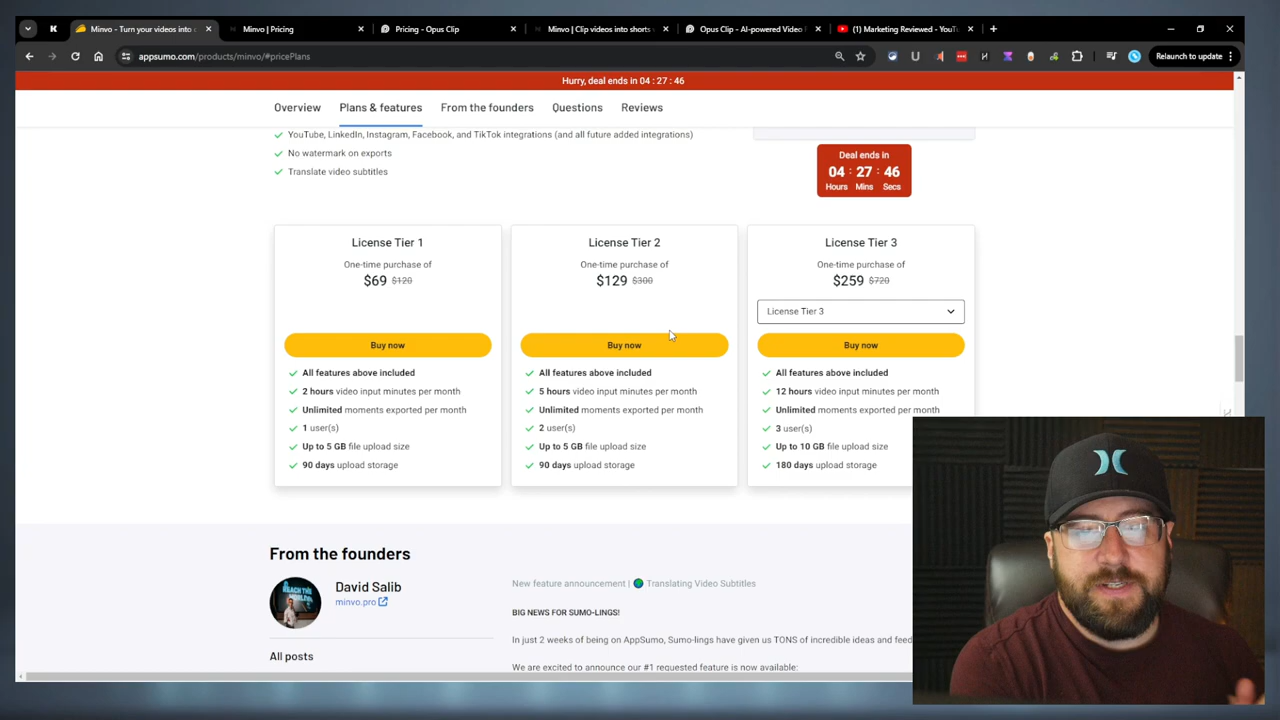 Minvo - Turn your videos into c
Minvo | Pricing
Pricing - Opus Clip
Minvo | Clip videos into shorts
Opus Clip - AI-powered Video
(1) Marketing Reviewed - YouT
appsumo.com/products/minvo/#pricePlans
Relaunch to update
Hurry, deal ends in 04 : 27 : 46
Overview
Plans & features
From the founders
Questions
Reviews
YouTube, LinkedIn, Instagram, Facebook, and TikTok integrations (and all future added integrations)
No watermark on exports
Translate video subtitles
Deal ends in
04 : 27 : 46
Hours Mins Secs
License Tier 1
One-time purchase of
$69 $120
Buy now
All features above included
2 hours video input minutes per month
Unlimited moments exported per month
1 user(s)
Up to 5 GB file upload size
90 days upload storage
License Tier 2
One-time purchase of
$129 $300
Buy now
All features above included
5 hours video input minutes per month
Unlimited moments exported per month
2 user(s)
Up to 5 GB file upload size
90 days upload storage
License Tier 3
One-time purchase of
$259 $720
License Tier 3
Buy now
All features above included
12 hours video input minutes per month
Unlimited moments exported per month
3 user(s)
Up to 10 GB file upload size
180 days upload storage
From the founders
David Salib
minvo.pro
All posts
New feature announcement | Translating Video Subtitles
BIG NEWS FOR SUMO-LINGS!
In just 2 weeks of being on AppSumo, Sumo-lings have given us TONS of incredible ideas and feed
We are excited to announce our #1 requested feature is now available: